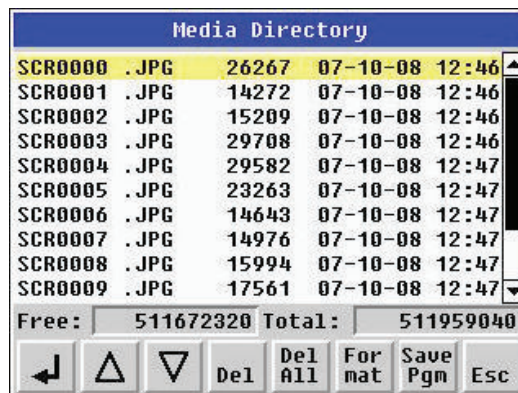 Media Directory
SCR0000 .JPG 26267 07-10-08 12:46
SCR0001 .JPG 14272 07-10-08 12:46
SCR0002 .JPG 15209 07-10-08 12:46
SCR0003 .JPG 29708 07-10-08 12:46
SCR0004 .JPG 29582 07-10-08 12:47
SCR0005 .JPG 23263 07-10-08 12:47
SCR0006 .JPG 14643 07-10-08 12:47
SCR0007 .JPG 14976 07-10-08 12:47
SCR0008 .JPG 15994 07-10-08 12:47
SCR0009 .JPG 17561 07-10-08 12:47
Free: 511672320 Total: 511959040
Del Del All For mat Save Pgm Esc